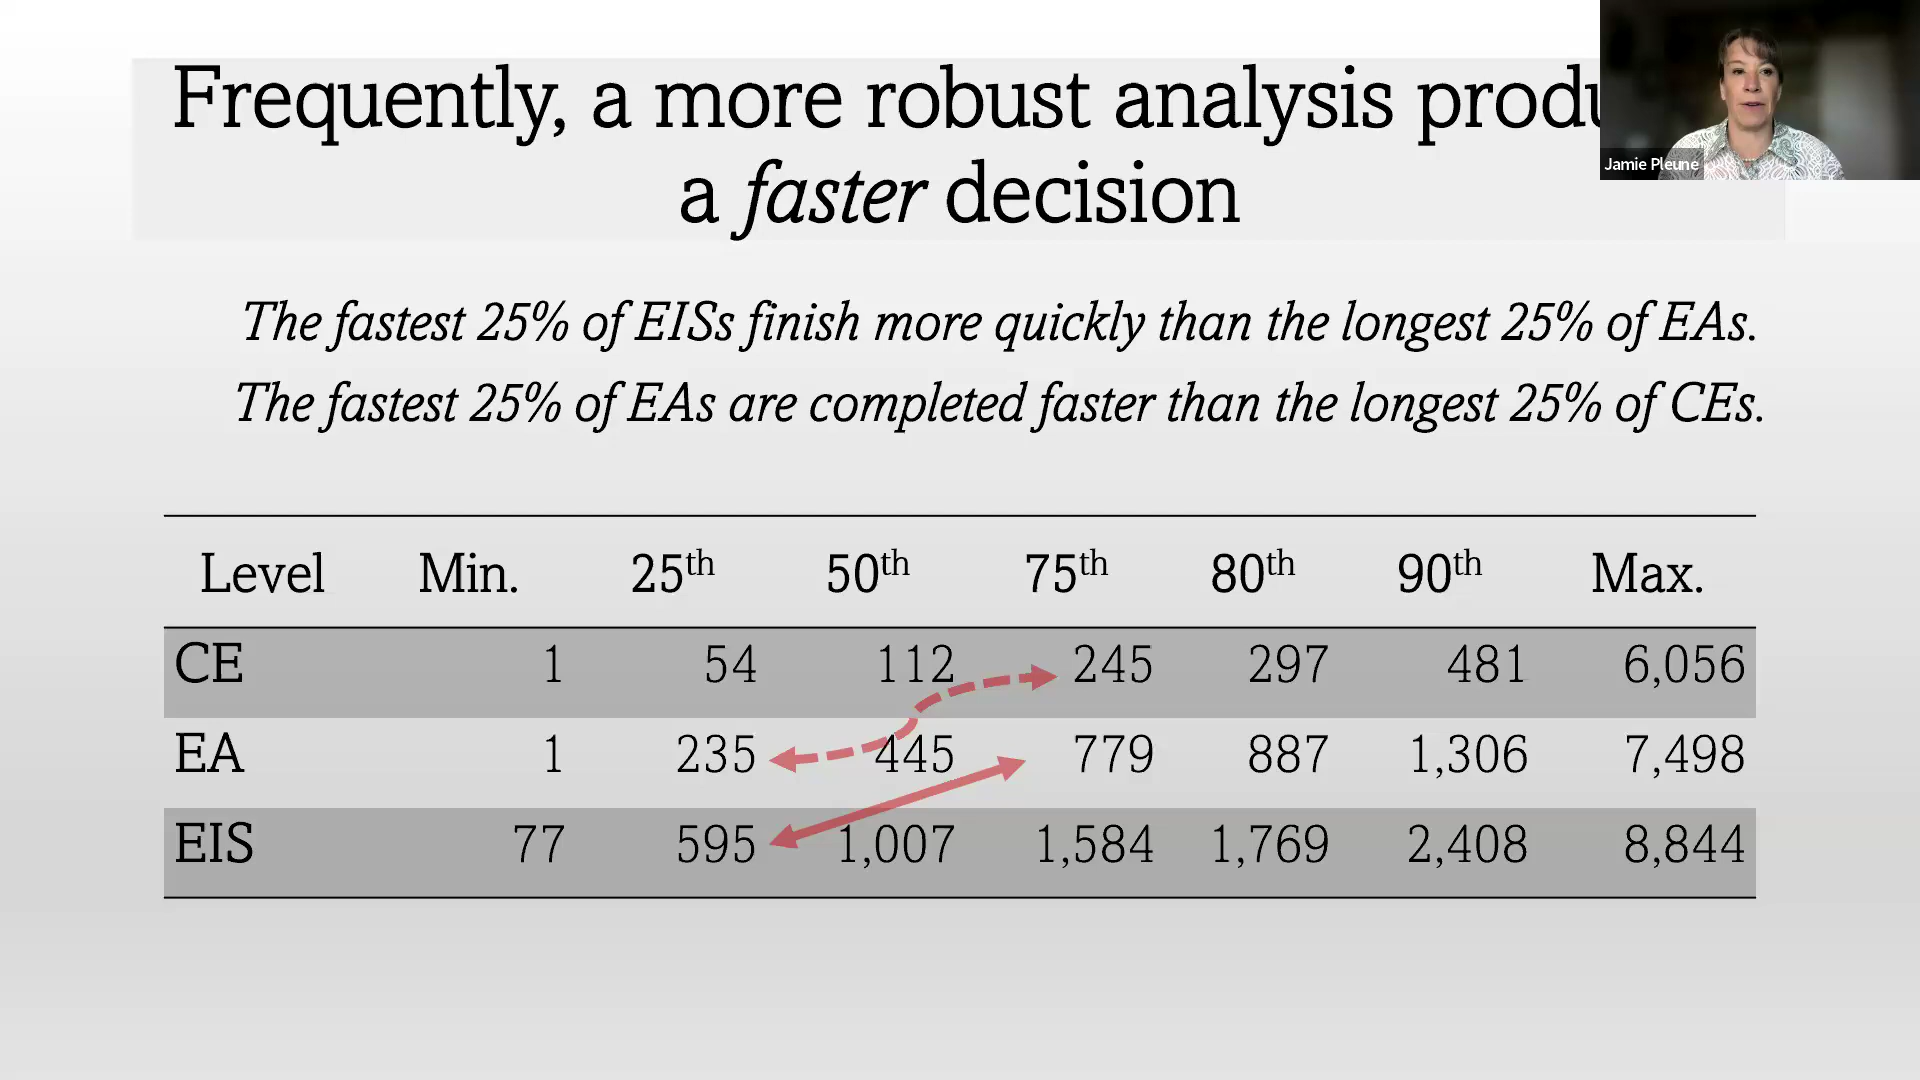 Frequently, a more robust analysis
a faster decision
Jamie Pleune
The fastest 25% of EISs finish more quickly than the longest 25% of EAs.
The fastest 25% of EAs are completed faster than the longest 25% of CEs.
Level Min. 25th 50th 75th 80th 90th Max.
CE 1 54 112 245 297 481 6,056
EA 1 235 445 779 887 1,306 7,498
EIS 77 595 1,007 1,584 1,769 2,408 8,844